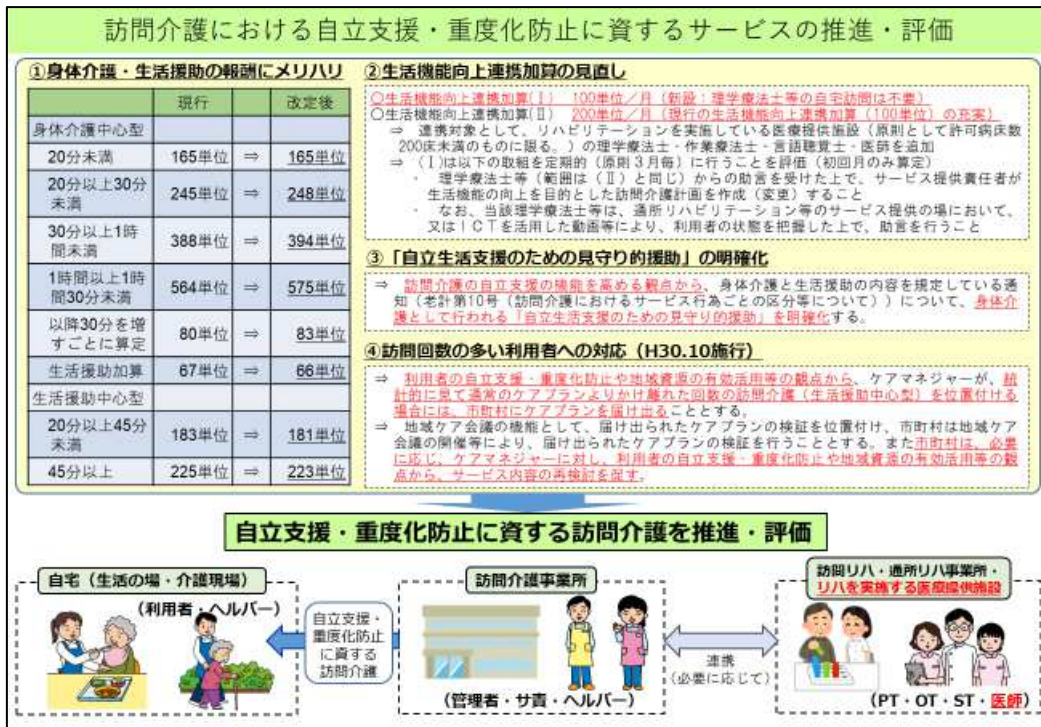 訪問介護における自立支援・重度化防止に資するサービスの推進・評価
①身体介護・生活援助の報酬にメリハリ
現行 改定後
身体介護中心型
20分未満 165単位 ⇒ 165単位
20分以上30分
未満 245単位 ⇒ 248単位
30分以上1時
間未満 388単位 ⇒ 394単位
1時間以上1時
間30分未満 564単位 ⇒ 575単位
以降30分を増
すごとに算定 80単位 ⇒ 83単位
生活援助加算 67単位 ⇒ 66単位
生活援助中心型
20分以上45分
未満 183単位 ⇒ 181単位
45分以上 225単位 ⇒ 223単位
②生活機能向上連携加算の見直し
○生活機能向上連携加算(Ⅰ) 100単位/月(新設:理学療法士等の自宅訪問は不要)
○生活機能向上連携加算(Ⅱ) 200単位/月(現行の生活機能向上連携加算(100単位)の充実)
⇒ 連携対象として、リハビリテーションを実施している医療提供施設(原則として許可病床数
200床未満のものに限る。)の理学療法士・作業療法士・言語聴覚士・医師を追加
⇒ (Ⅰ)は以下の取組を定期的(原則3月毎)に行うことを評価(初回月のみ算定)
・ 理学療法士等(範囲は(Ⅱ)と同じ)からの助言を受けた上で、サービス提供責任者が
生活機能の向上を目的とした訪問介護計画を作成(変更)すること
・ なお、当該理学療法士等は、通所リハビリテーション等のサービス提供の場において、
又はICTを活用した動画等により、利用者の状態を把握した上で、助言を行うこと
③「自立生活支援のための見守り的援助」の明確化
⇒ 訪問介護の自立支援の機能を高める観点から、身体介護と生活援助の内容を規定している通
知(老計第10号(訪問介護におけるサービス行為ごとの区分等について))について、身体介
護として行われる「自立生活支援のための見守り的援助」を明確化する。
④訪問回数の多い利用者への対応(H30.10施行)
⇒ 利用者の自立支援・重度化防止や地域資源の有効活用等の観点から、ケアマネジャーが、統
計的に見て通常のケアプランよりかけ離れた回数の訪問介護(生活援助中心型)を位置付ける
場合には、市町村にケアプランを届け出ることとする。
⇒ 地域ケア会議の機能として、届け出られたケアプランの検証を位置付け、市町村は地域ケア
会議の開催等により、届け出られたケアプランの検証を行うこととする。また市町村は、必要
に応じ、ケアマネジャーに対し、利用者の自立支援・重度化防止や地域資源の有効活用等の観
点から、サービス内容の再検討を促す。
自立支援・重度化防止に資する訪問介護を推進・評価
自宅(生活の場・介護現場)
(利用者・ヘルパー)
自立支援・
重度化防止
に資する
訪問介護
訪問介護事業所
(管理者・サ責・ヘルパー)
連携
(必要に応じて)
訪問リハ・通所リハ事業所・
リハを実施する医療提供施設
(PT・OT・ST・医師)